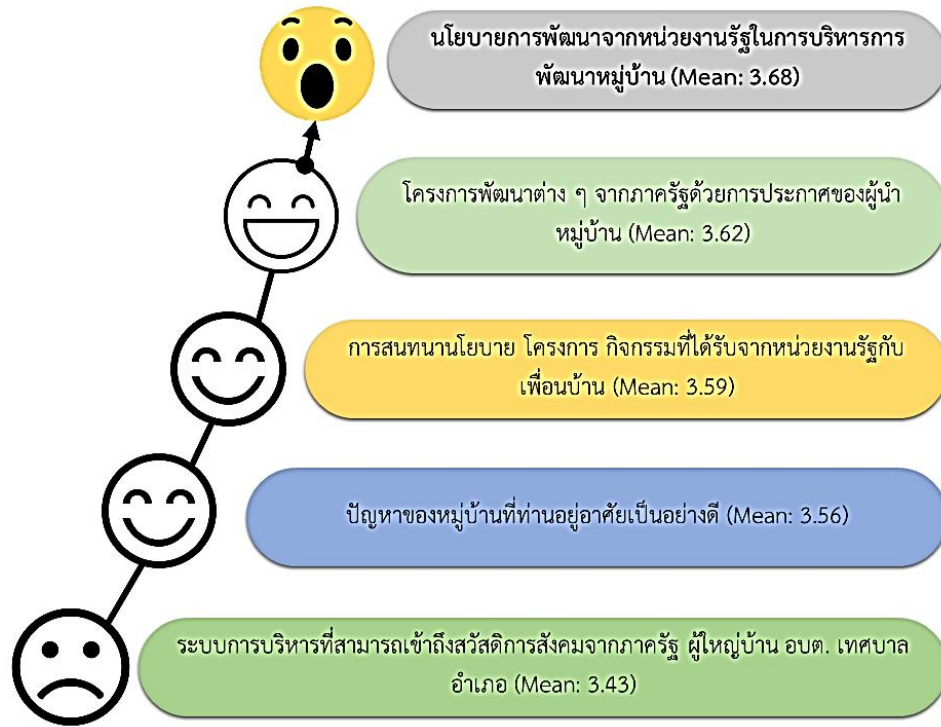 นโยบายการพัฒนาจากหน่วยงานรัฐในการบริหารการ
พัฒนาหมู่บ้าน (Mean: 3.68)
โครงการพัฒนาต่าง ๆ จากภาครัฐด้วยการประกาศของผู้นำ
หมู่บ้าน (Mean: 3.62)
การสนทนานโยบาย โครงการ กิจกรรมที่ได้รับจากหน่วยงานรัฐกับ
เพื่อนบ้าน (Mean: 3.59)
ปัญหาของหมู่บ้านที่ท่านอยู่อาศัยเป็นอย่างดี (Mean: 3.56)
ระบบการบริหารที่สามารถเข้าถึงสวัสดิการสังคมจากภาครัฐ ผู้ใหญ่บ้าน อบต. เทศบาล
อำเภอ (Mean: 3.43)